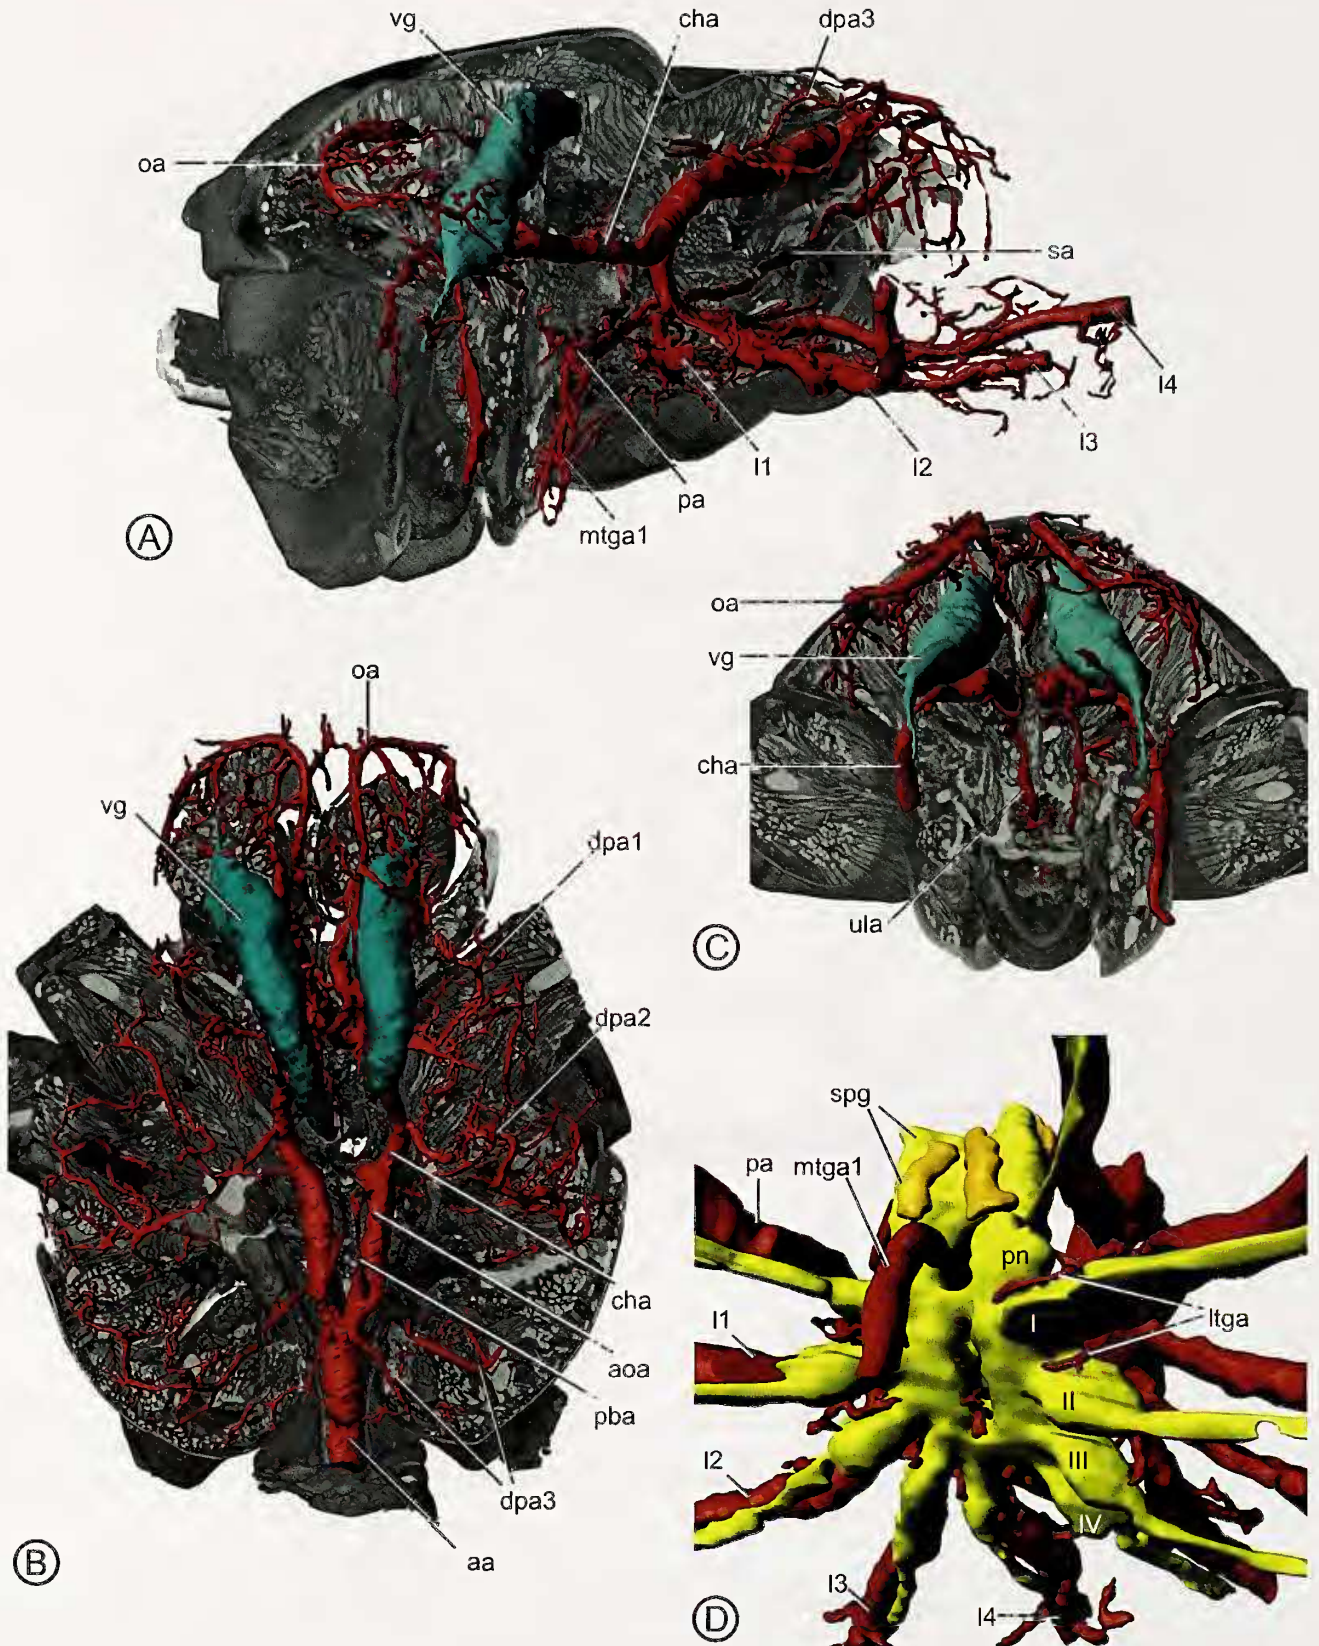 vg
cha
dpa3
oa
sa
l4
l3
l2
l1
pa
mtga1
A
oa
vg
cha
ula
C
oa
vg
dpa1
dpa2
cha
aoa
pba
dpa3
aa
B
spg
mtga1
pa
pn
l1
I
ltga
II
l2
III
IV
l3
l4
D